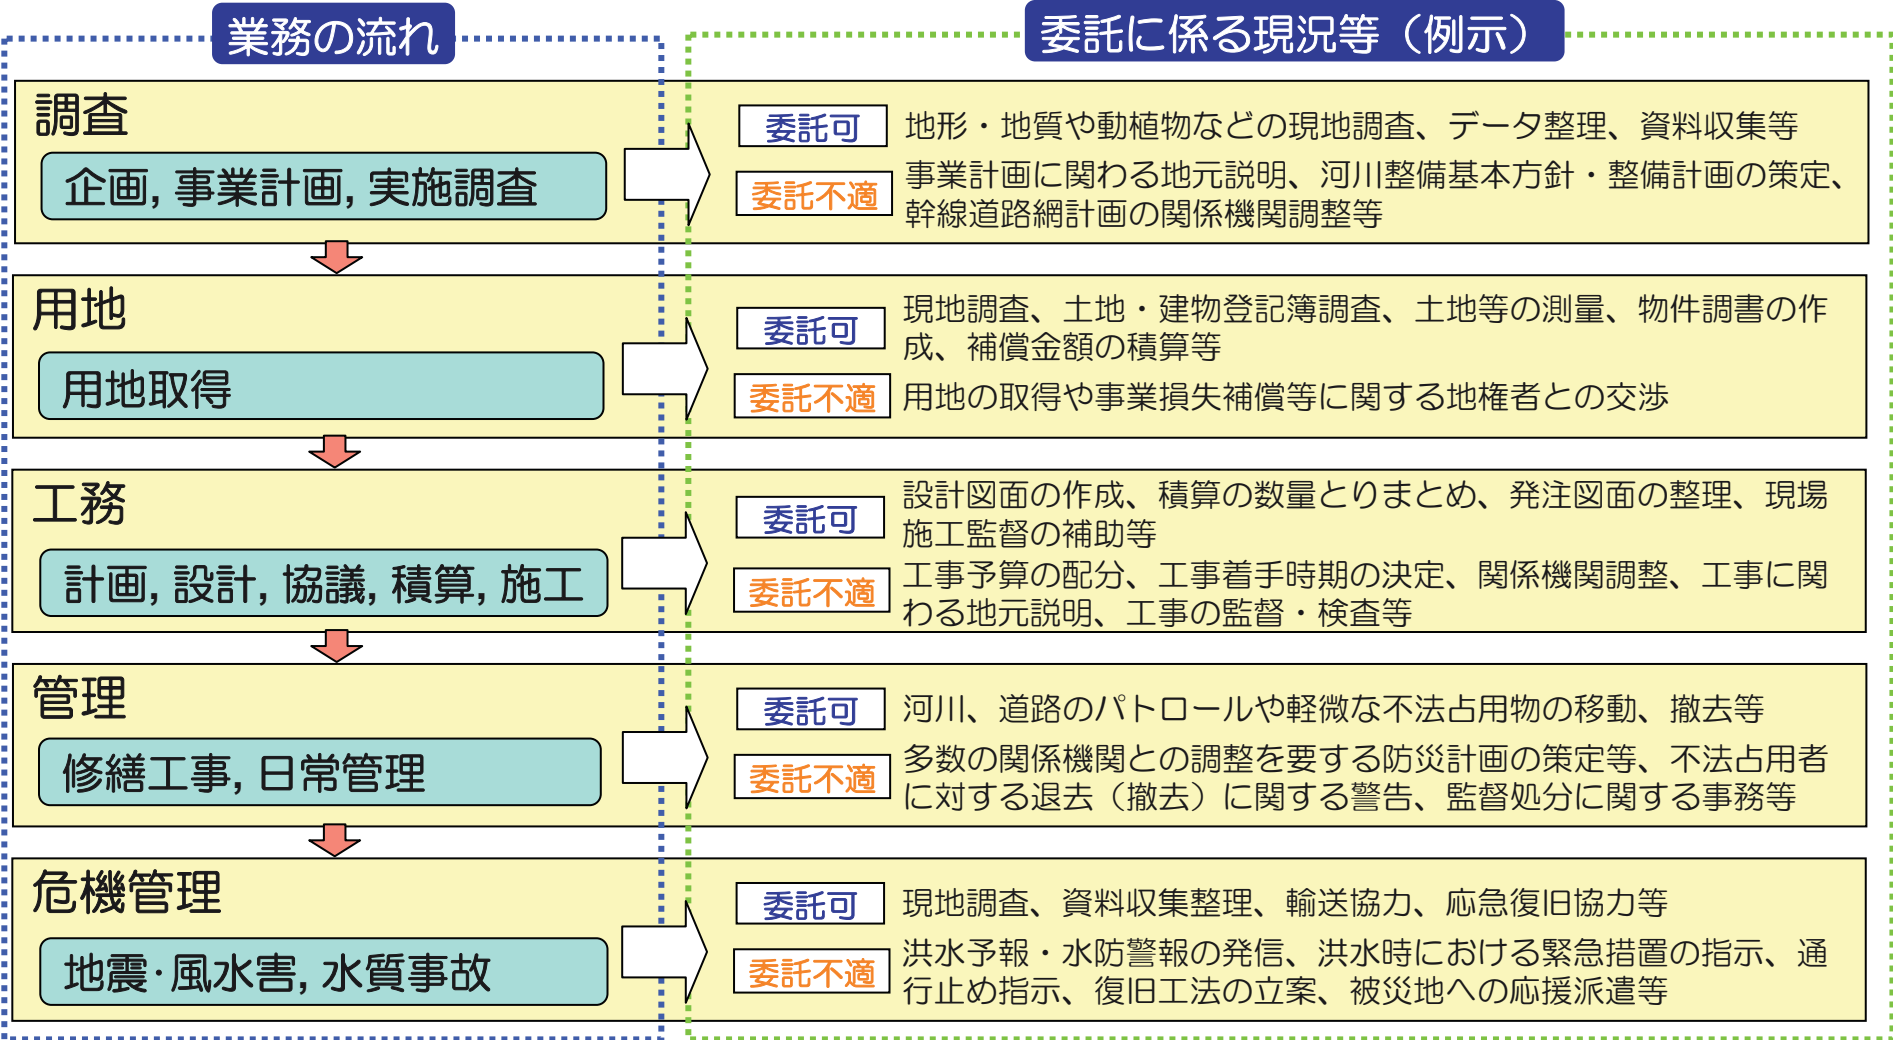 業務の流れ
委託に係る現況等（例示）
調査
企画, 事業計画, 実施調査
委託可
地形・地質や動植物などの現地調査、データ整理、資料収集等
委託不適
事業計画に関わる地元説明、河川整備基本方針・整備計画の策定、
幹線道路網計画の関係機関調整等
用地
用地取得
委託可
現地調査、土地・建物登記簿調査、土地等の測量、物件調書の作
成、補償金額の積算等
委託不適
用地の取得や事業損失補償等に関する地権者との交渉
工務
計画, 設計, 協議, 積算, 施工
委託可
設計図面の作成、積算の数量とりまとめ、発注図面の整理、現場
施工監督の補助等
委託不適
工事予算の配分、工事着手時期の決定、関係機関調整、工事に関
わる地元説明、工事の監督・検査等
管理
修繕工事, 日常管理
委託可
河川、道路のパトロールや軽微な不法占用物の移動、撤去等
委託不適
多数の関係機関との調整を要する防災計画の策定等、不法占用者
に対する退去（撤去）に関する警告、監督処分に関する事務等
危機管理
地震·風水害, 水質事故
委託可
現地調査、資料収集整理、輸送協力、応急復旧協力等
委託不適
洪水予報・水防警報の発信、洪水時における緊急措置の指示、通
行止め指示、復旧工法の立案、被災地への応援派遣等